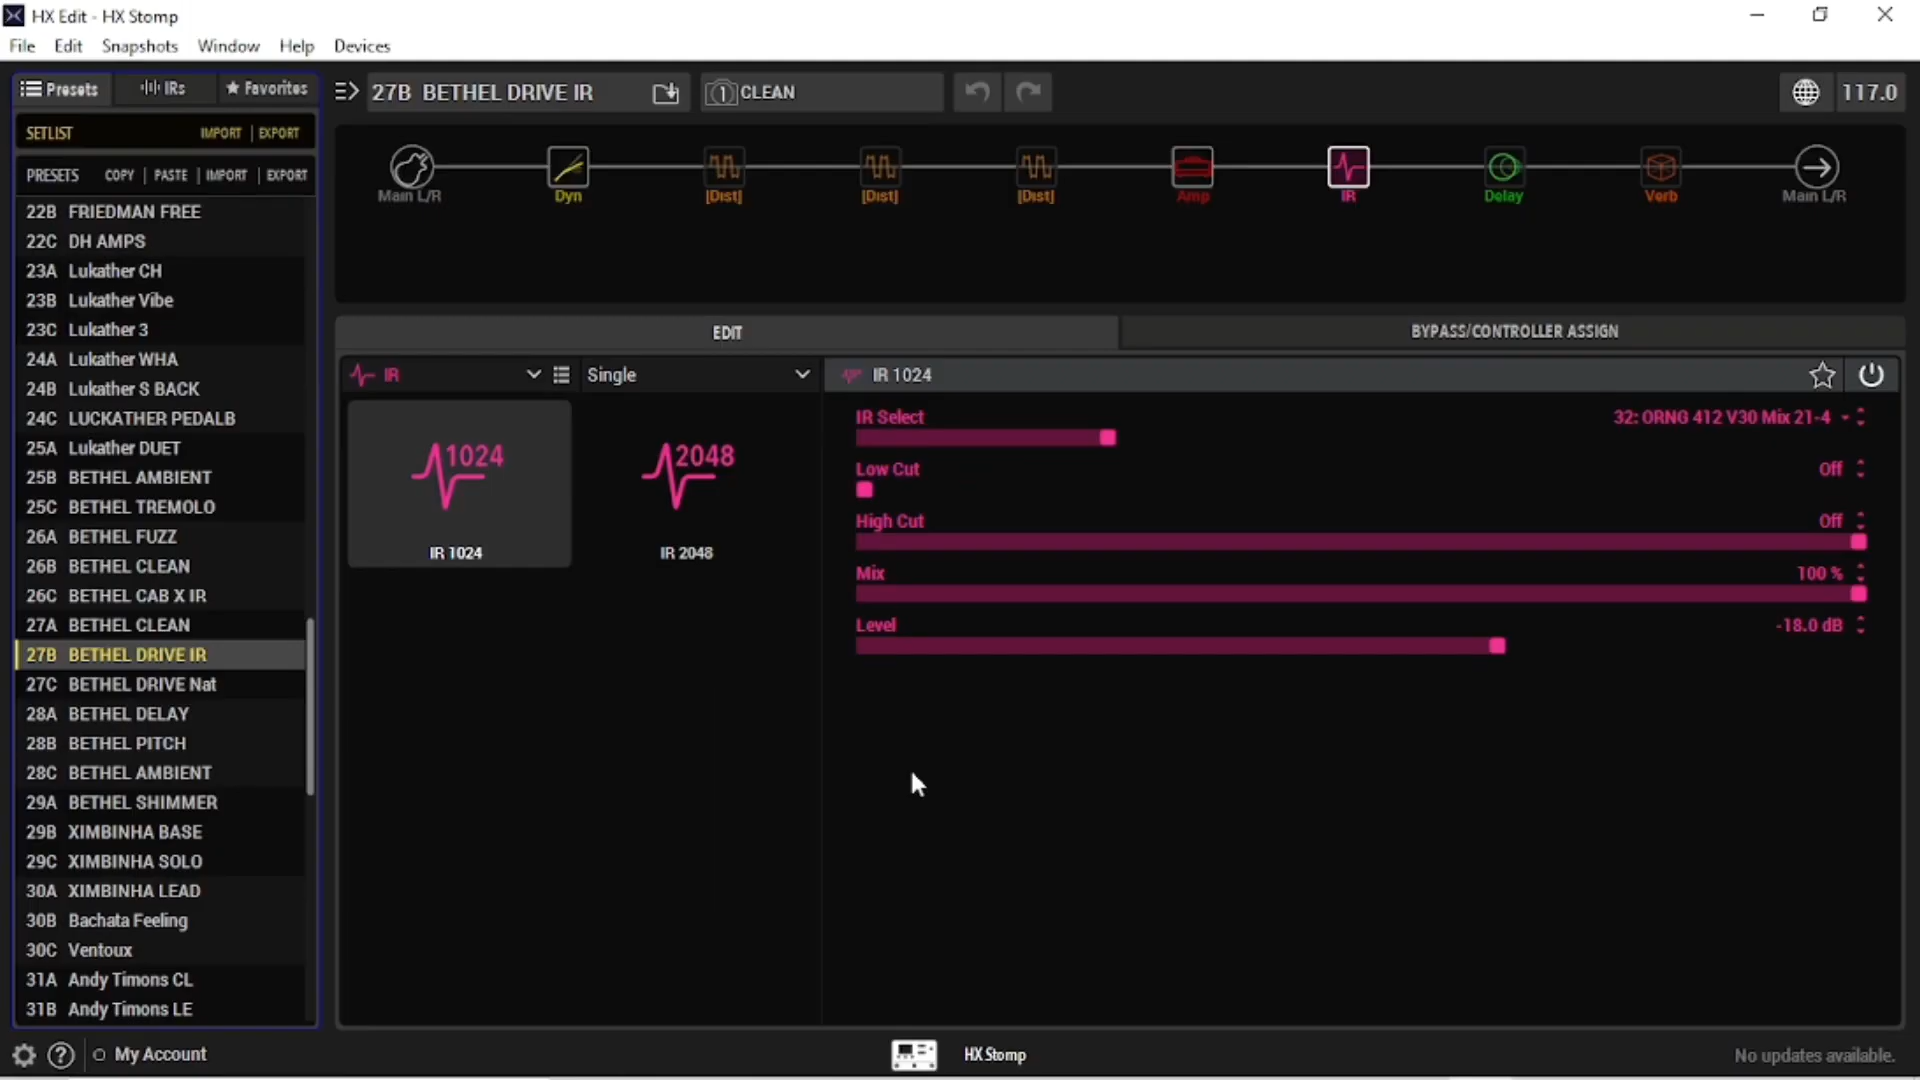 HX Edit - HX Stomp
File Edit Snapshots Window Help Devices
Presets IRs Favorites
27B BETHEL DRIVE IR
1 CLEAN
117.0
SETLIST IMPORT | EXPORT
PRESETS COPY | PASTE | IMPORT | EXPORT
22B FRIEDMAN FREE
22C DH AMPS
23A Lukather CH
23B Lukather Vibe
23C Lukather 3
24A Lukather WHA
24B Lukather S BACK
24C LUCKATHER PEDALB
25A Lukather DUET
25B BETHEL AMBIENT
25C BETHEL TREMOLO
26A BETHEL FUZZ
26B BETHEL CLEAN
26C BETHEL CAB X IR
27A BETHEL CLEAN
27B BETHEL DRIVE IR
27C BETHEL DRIVE Nat
28A BETHEL DELAY
28B BETHEL PITCH
28C BETHEL AMBIENT
29A BETHEL SHIMMER
29B XIMBINHA BASE
29C XIMBINHA SOLO
30A XIMBINHA LEAD
30B Bachata Feeling
30C Ventoux
31A Andy Timons CL
31B Andy Timons LE
Main L/R Dyn [Dist] [Dist] [Dist] Amp IR Delay Verb Main L/R
EDIT
BYPASS/CONTROLLER ASSIGN
IR
Single
IR 1024
1024
IR 1024
2048
IR 2048
IR Select 32: ORNG 412 V30 Mix 21-4
Low Cut Off
High Cut Off
Mix 100 %
Level -18.0 dB
? My Account
HX Stomp
No updates available.